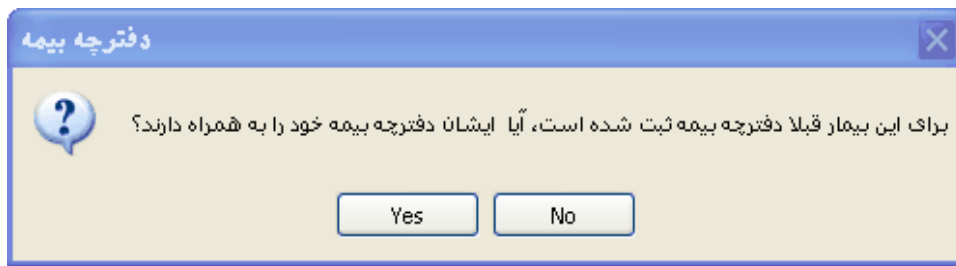 دفترچه بیمه
برای این بیمار قبلا دفترچه بیمه ثبت شده است، آیا ایشان دفترچه بیمه خود را به همراه دارند؟
Yes
No